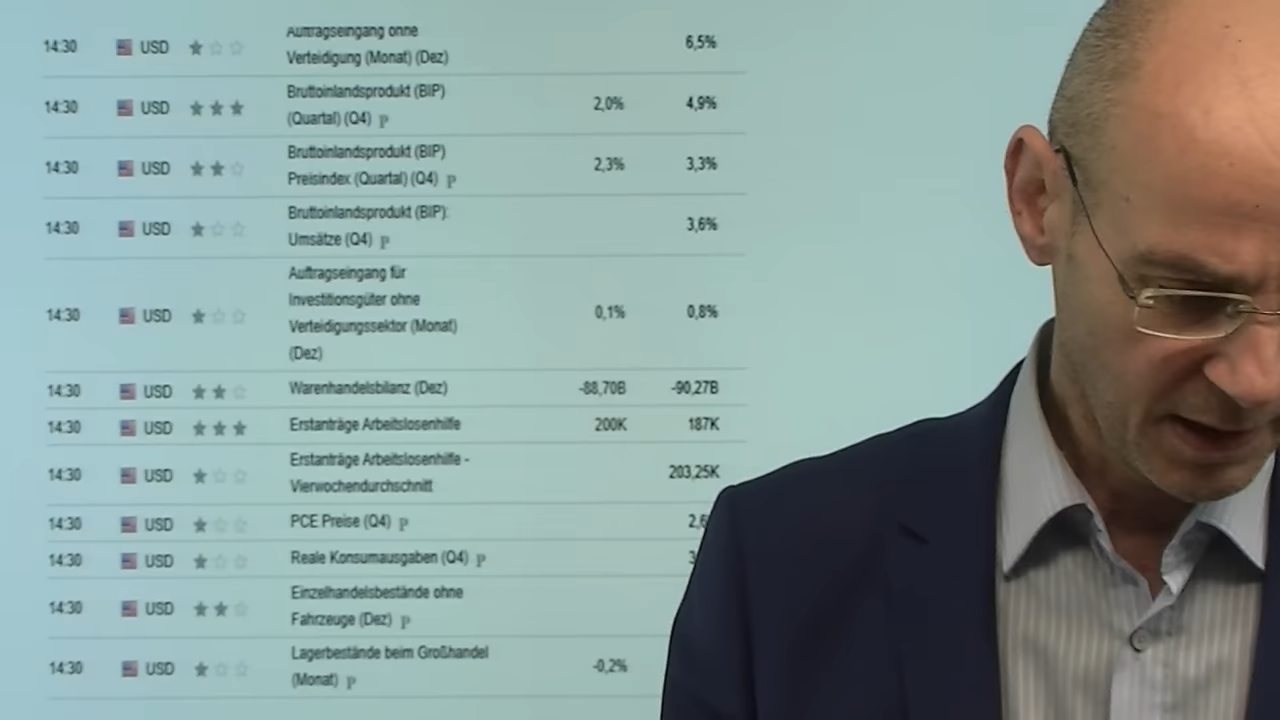 14:30 USD Auftragseingang ohne
Verteidigung (Monat) (Dez) 6,5%
14:30 USD Bruttoinlandsprodukt (BIP)
(Quartal) (Q4) P 2,0% 4,9%
14:30 USD Bruttoinlandsprodukt (BIP)
Preisindex (Quartal) (Q4) P 2,3% 3,3%
14:30 USD Bruttoinlandsprodukt (BIP):
Umsätze (Q4) P 3,6%
14:30 USD Auftragseingang für
Investitionsgüter ohne
Verteidigungssektor (Monat)
(Dez) 0,1% 0,8%
14:30 USD Warenhandelsbilanz (Dez) -88,70B -90,27B
14:30 USD Erstanträge Arbeitslosenhilfe 200K 187K
14:30 USD Erstanträge Arbeitslosenhilfe -
Vierwochendurchschnitt 203,25K
14:30 USD PCE Preise (Q4) P 2,6
14:30 USD Reale Konsumausgaben (Q4) P 3
14:30 USD Einzelhandelsbestände ohne
Fahrzeuge (Dez) P
14:30 USD Lagerbestände beim Großhandel
(Monat) P -0,2%